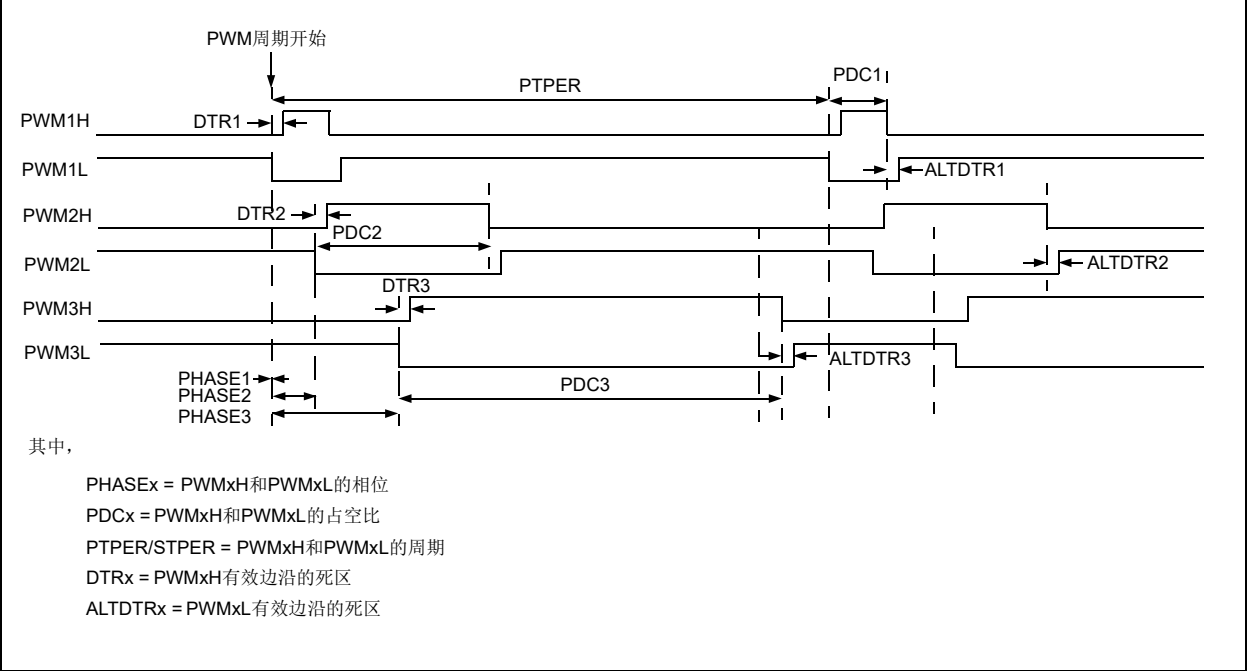 PWM周期开始
PTPER
PDC1
PWM1H
DTR1
PWM1L
ALTDTR1
PWM2H
DTR2
PDC2
PWM2L
ALTDTR2
DTR3
PWM3H
PWM3L
ALTDTR3
PHASE1
PHASE2
PDC3
PHASE3
其中，
PHASEx = PWMxH和PWMxL的相位
PDCx = PWMxH和PWMxL的占空比
PTPER/STPER = PWMxH和PWMxL的周期
DTRx = PWMxH有效边沿的死区
ALTDTRx = PWMxL有效边沿的死区